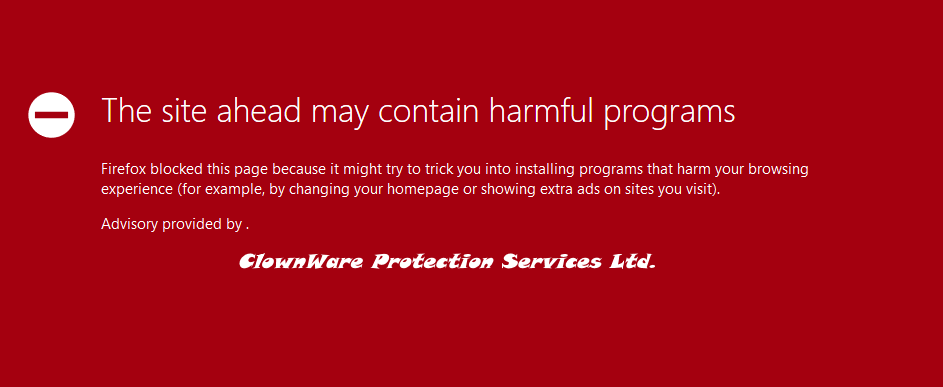 The site ahead may contain harmful programs
Firefox blocked this page because it might try to trick you into installing programs that harm your browsing
experience (for example, by changing your homepage or showing extra ads on sites you visit).
Advisory provided by .
ClownWare Protection Services Ltd.